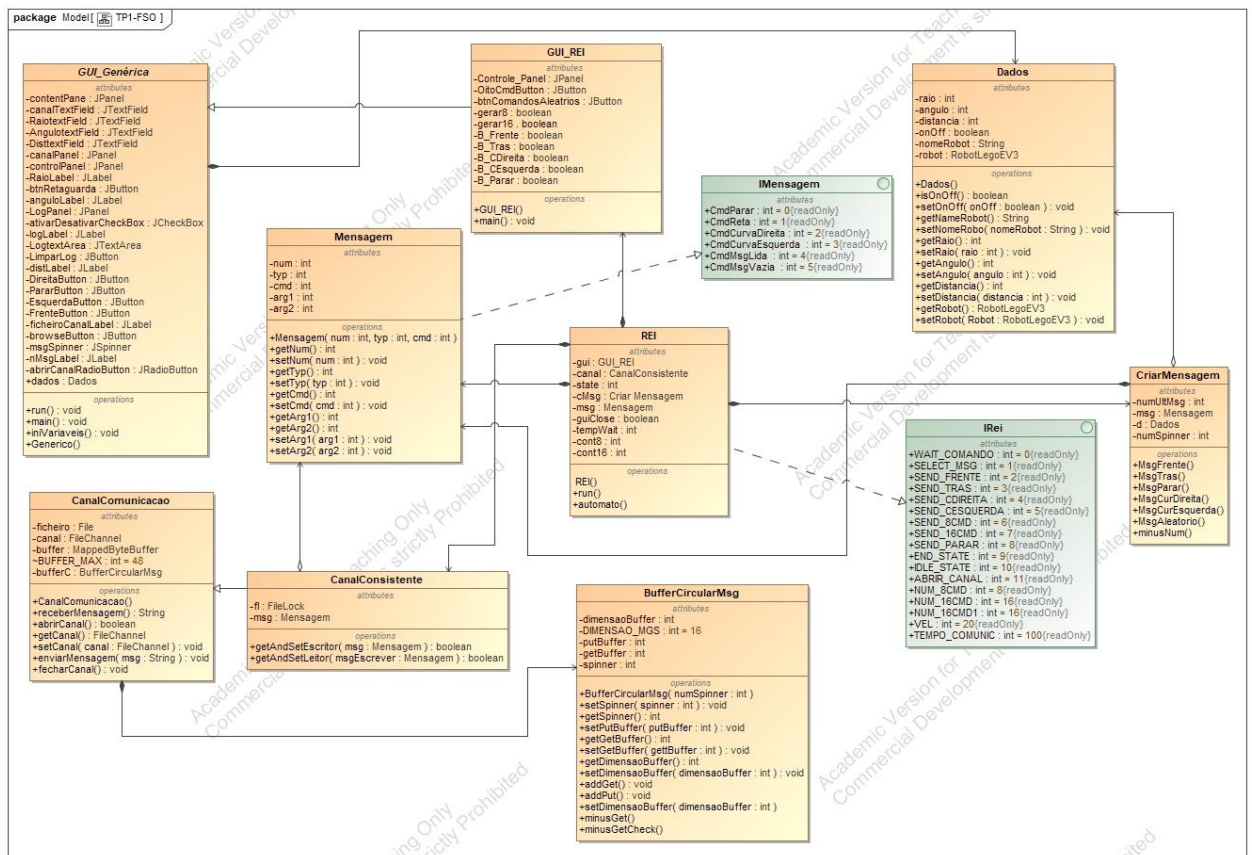 package Model[ TP1-FSO ]
GUI_Genérica
attributes
-contentPane : JPanel
-canalTextField : JTextField
-RaiotextField : JTextField
-AngulotextField : JTextField
-DisttextField : JTextField
-canalPanel : JPanel
-controlPanel : JPanel
-RaioLabel : JLabel
-btnRetaguarda : JButton
-anguloLabel : JLabel
-LogPanel : JPanel
-ativarDesativarCheckBox : JCheckBox
-logLabel : JLabel
-LogtextArea : JTextArea
-LimparLog : JButton
-distLabel : JLabel
-DireitaButton : JButton
-PararButton : JButton
-EsquerdaButton : JButton
-FrenteButton : JButton
-ficheiroCanalLabel : JLabel
-browseButton : JButton
-msgSpinner : JSpinner
-nMsgLabel : JLabel
-abrirCanalRadioButton : JRadioButton
+dados : Dados
operations
+run() : void
+main() : void
+iniVariaveis() : void
+Generico()
GUI_REI
attributes
-Controle_Panel : JPanel
-OitoCmdButton : JButton
-btnComandosAleatrios : JButton
-gerar8 : boolean
-gerar16 : boolean
-B_Frente : boolean
-B_Tras : boolean
-B_CDireita : boolean
-B_CEsquerda : boolean
-B_Parar : boolean
operations
+GUI_REI()
+main() : void
Dados
attributes
-raio : int
-angulo : int
-distancia : int
-onOff : boolean
-nomeRobot : String
-robot : RobotLegoEV3
operations
+Dados()
+isOnOff() : boolean
+setOnOff( onOff : boolean ) : void
+getNameRobot() : String
+setNomeRobo( nomeRobot : String ) : void
+getRaio() : int
+setRaio( raio : int ) : void
+getAngulo() : int
+setAngulo( angulo : int ) : void
+getDistancia() : int
+setDistancia( distancia : int ) : void
+getRobot() : RobotLegoEV3
+setRobot( Robot : RobotLegoEV3 ) : void
IMensagem
attributes
+CmdParar : int = 0{readOnly}
+CmdReta : int = 1{readOnly}
+CmdCurvaDireita : int = 2{readOnly}
+CmdCurvaEsquerda : int = 3{readOnly}
+CmdMsgLida : int = 4{readOnly}
+CmdMsgVazia : int = 5{readOnly}
Mensagem
attributes
-num : int
-typ : int
-cmd : int
-arg1 : int
-arg2 : int
operations
+Mensagem( num : int, typ : int, cmd : int )
+getNum() : int
+setNum( num : int ) : void
+getTyp() : int
+setTyp( typ : int ) : void
+getCmd() : int
+setCmd( cmd : int ) : void
+getArg1() : int
+getArg2() : int
+setArg1( arg1 : int ) : void
+setArg2( arg2 : int ) : void
REI
attributes
-gui : GUI_REI
-canal : CanalConsistente
-state : int
-cMsg : Criar Mensagem
-msg : Mensagem
-guiClose : boolean
-tempWait : int
-cont8 : int
-cont16 : int
operations
REI()
+run()
+automato()
CriarMensagem
attributes
-numUltMsg : int
-msg : Mensagem
-d : Dados
-numSpinner : int
operations
+MsgFrente()
+MsgTras()
+MsgParar()
+MsgCurDireita()
+MsgCurEsquerda()
+MsgAleatorio()
+minusNum()
IRei
attributes
+WAIT_COMANDO : int = 0{readOnly}
+SELECT_MSG : int = 1{readOnly}
+SEND_FRENTE : int = 2{readOnly}
+SEND_TRAS : int = 3{readOnly}
+SEND_CDIREITA : int = 4{readOnly}
+SEND_CESQUERDA : int = 5{readOnly}
+SEND_8CMD : int = 6{readOnly}
+SEND_16CMD : int = 7{readOnly}
+SEND_PARAR : int = 8{readOnly}
+END_STATE : int = 9{readOnly}
+IDLE_STATE : int = 10{readOnly}
+ABRIR_CANAL : int = 11{readOnly}
+NUM_8CMD : int = 8{readOnly}
+NUM_16CMD : int = 16{readOnly}
+NUM_16CMD1 : int = 16{readOnly}
+VEL : int = 20{readOnly}
+TEMPO_COMUNIC : int = 100{readOnly}
CanalComunicacao
attributes
-ficheiro : File
-canal : FileChannel
-buffer : MappedByteBuffer
~BUFFER_MAX : int = 48
-bufferC : BufferCircularMsg
operations
+CanalComunicacao()
+receberMensagem() : String
+abrirCanal() : boolean
+getCanal() : FileChannel
+setCanal( canal : FileChannel ) : void
+enviarMensagem( msg : String ) : void
+fecharCanal() : void
CanalConsistente
attributes
-fl : FileLock
-msg : Mensagem
operations
+getAndSetEscritor( msg : Mensagem ) : boolean
+getAndSetLeitor( msgEscrever : Mensagem ) : boolean
BufferCircularMsg
attributes
-dimensaoBuffer : int
-DIMENSAO_MGS : int = 16
-putBuffer : int
-getBuffer : int
-spinner : int
operations
+BufferCircularMsg( numSpinner : int )
+setSpinner( spinner : int ) : void
+getSpinner() : int
+setPutBuffer( putBuffer : int ) : void
+getGetBuffer() : int
+setGetBuffer( gettBuffer : int ) : void
+getDimensaoBuffer() : int
+setDimensaoBuffer( dimensaoBuffer : int ) : void
+addGet() : void
+addPut() : void
+setDimensaoBuffer( dimensaoBuffer : int )
+minusGet()
+minusGetCheck()